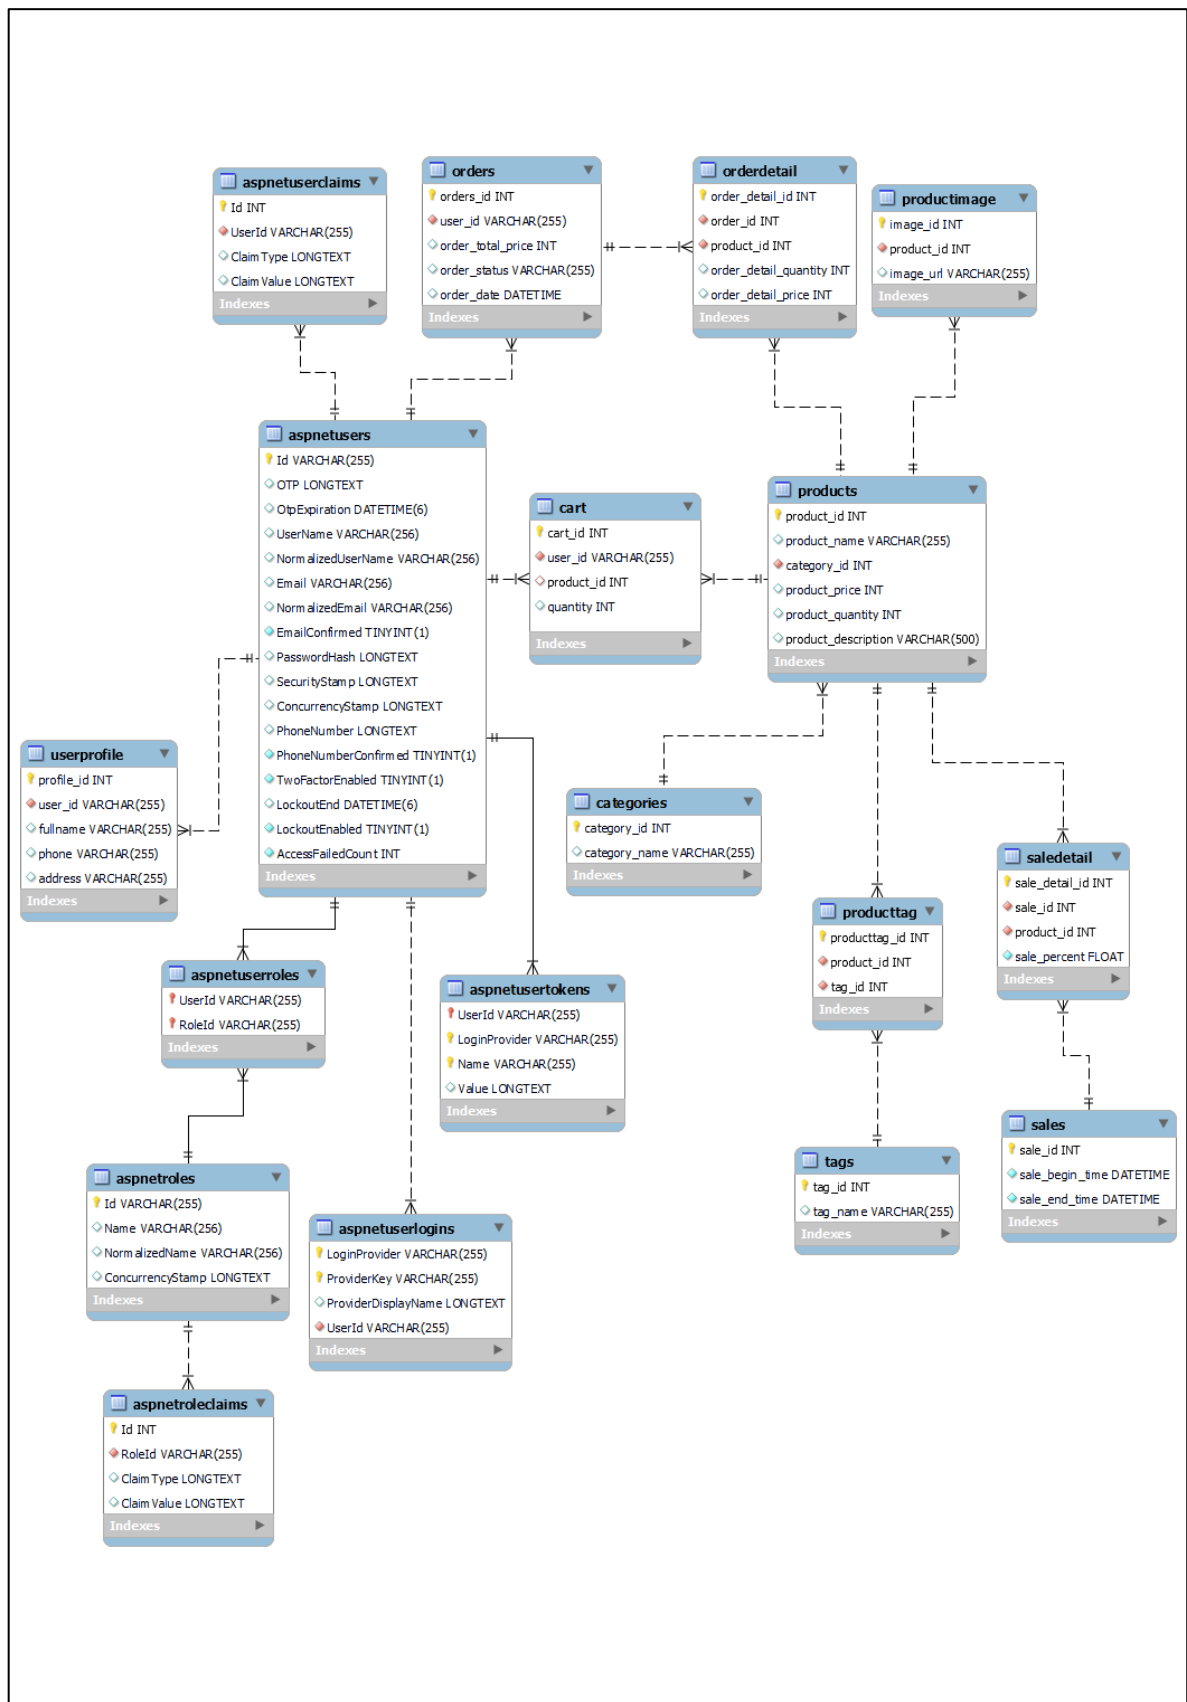 aspnetuserclaims
Id INT
UserId VARCHAR(255)
ClaimType LONGTEXT
ClaimValue LONGTEXT
Indexes
orders
orders_id INT
user_id VARCHAR(255)
order_total_price INT
order_status VARCHAR(255)
order_date DATETIME
Indexes
orderdetail
order_detail_id INT
order_id INT
product_id INT
order_detail_quantity INT
order_detail_price INT
Indexes
productimage
image_id INT
product_id INT
image_url VARCHAR(255)
Indexes
aspnetusers
Id VARCHAR(255)
OTP LONGTEXT
OtpExpiration DATETIME(6)
UserName VARCHAR(256)
NormalizedUserName VARCHAR(256)
Email VARCHAR(256)
NormalizedEmail VARCHAR(256)
EmailConfirmed TINYINT(1)
PasswordHash LONGTEXT
SecurityStamp LONGTEXT
ConcurrencyStamp LONGTEXT
PhoneNumber LONGTEXT
PhoneNumberConfirmed TINYINT(1)
TwoFactorEnabled TINYINT(1)
LockoutEnd DATETIME(6)
LockoutEnabled TINYINT(1)
AccessFailedCount INT
Indexes
cart
cart_id INT
user_id VARCHAR(255)
product_id INT
quantity INT
Indexes
products
product_id INT
product_name VARCHAR(255)
category_id INT
product_price INT
product_quantity INT
product_description VARCHAR(500)
Indexes
userprofile
profile_id INT
user_id VARCHAR(255)
fullname VARCHAR(255)
phone VARCHAR(255)
address VARCHAR(255)
Indexes
categories
category_id INT
category_name VARCHAR(255)
Indexes
saledetail
sale_detail_id INT
sale_id INT
product_id INT
sale_percent FLOAT
Indexes
producttag
producttag_id INT
product_id INT
tag_id INT
Indexes
aspnetuserroles
UserId VARCHAR(255)
RoleId VARCHAR(255)
Indexes
aspnetusertokens
UserId VARCHAR(255)
LoginProvider VARCHAR(255)
Name VARCHAR(255)
Value LONGTEXT
Indexes
sales
sale_id INT
sale_begin_time DATETIME
sale_end_time DATETIME
Indexes
tags
tag_id INT
tag_name VARCHAR(255)
Indexes
aspnetroles
Id VARCHAR(255)
Name VARCHAR(256)
NormalizedName VARCHAR(256)
ConcurrencyStamp LONGTEXT
Indexes
aspnetuserlogins
LoginProvider VARCHAR(255)
ProviderKey VARCHAR(255)
ProviderDisplayName LONGTEXT
UserId VARCHAR(255)
Indexes
aspnetroleclaims
Id INT
RoleId VARCHAR(255)
ClaimType LONGTEXT
ClaimValue LONGTEXT
Indexes